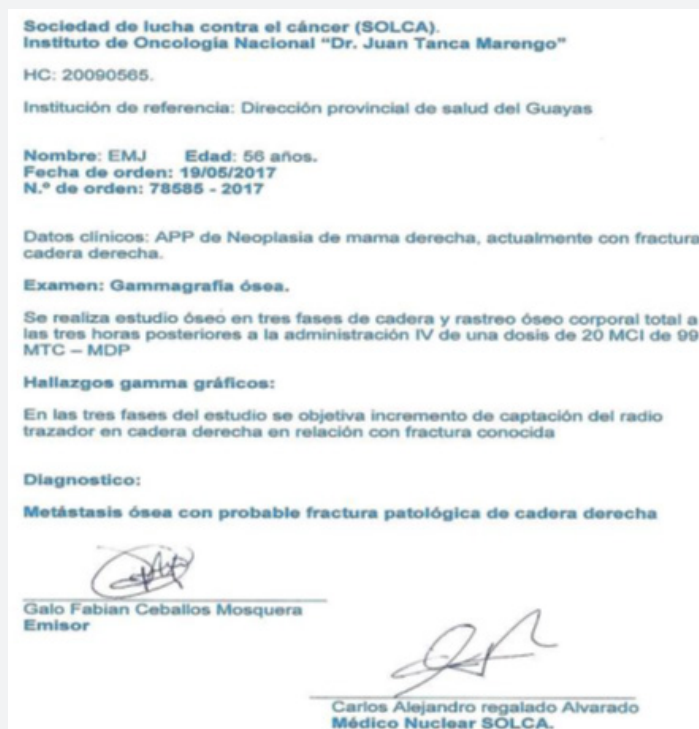 Sociedad de lucha contra el cáncer (SOLCA).
Instituto de Oncología Nacional "Dr. Juan Tanca Marengo"
HC: 20090565.
Institución de referencia: Dirección provincial de salud del Guayas
Nombre: EMJ Edad: 56 años.
Fecha de orden: 19/05/2017
N.º de orden: 78585 - 2017
Datos clínicos: APP de Neoplasia de mama derecha, actualmente con fractura
cadera derecha.
Examen: Gammagrafía ósea.
Se realiza estudio óseo en tres fases de cadera y rastreo óseo corporal total a
las tres horas posteriores a la administración IV de una dosis de 20 MCI de 99
MTC – MDP
Hallazgos gamma gráficos:
En las tres fases del estudio se objetiva incremento de captación del radio
trazador en cadera derecha en relación con fractura conocida
Diagnostico:
Metástasis ósea con probable fractura patológica de cadera derecha
Galo Fabian Ceballos Mosquera
Emisor
Carlos Alejandro regalado Alvarado
Médico Nuclear SOLCA.